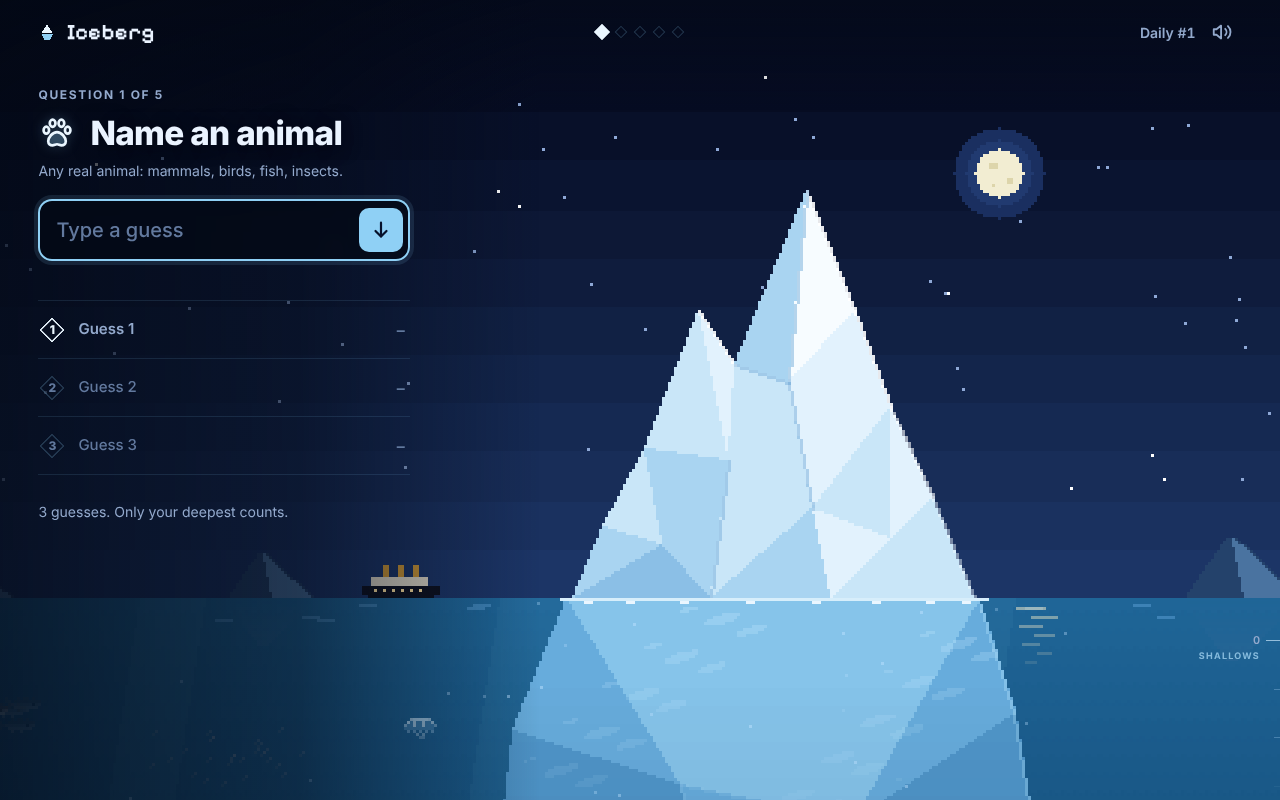 Iceberg
Daily #1
QUESTION 1 OF 5
Name an animal
Any real animal: mammals, birds, fish, insects.
Type a guess
1 Guess 1 –
2 Guess 2 –
3 Guess 3 –
3 guesses. Only your deepest counts.
0
SHALLOWS